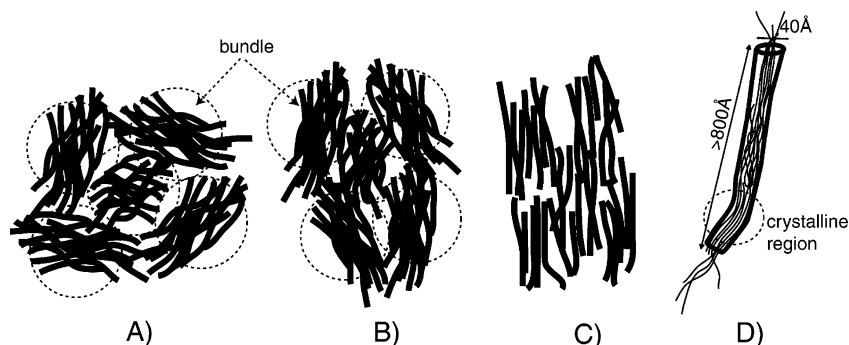 bundle
40Å
>800Å
crystalline
region
A)
B)
C)
D)